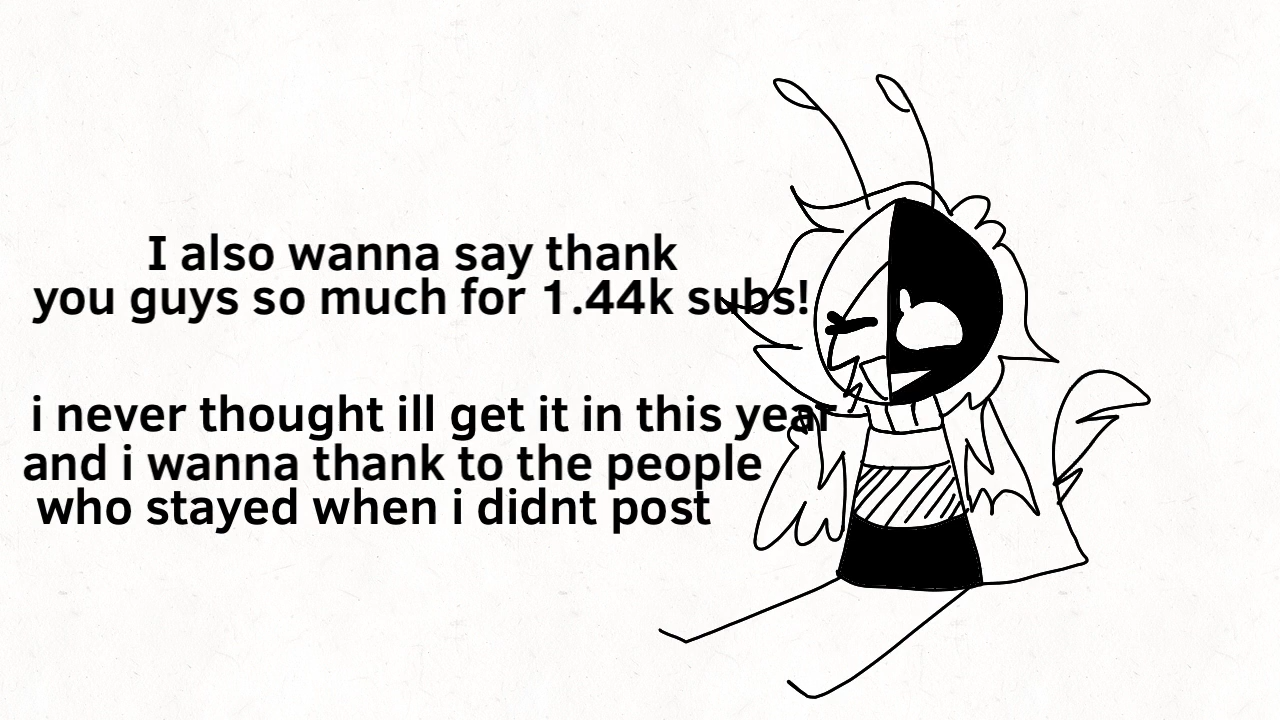 I also wanna say thank
you guys so much for 1.44k subs!
i never thought ill get it in this year
and i wanna thank to the people
who stayed when i didnt post